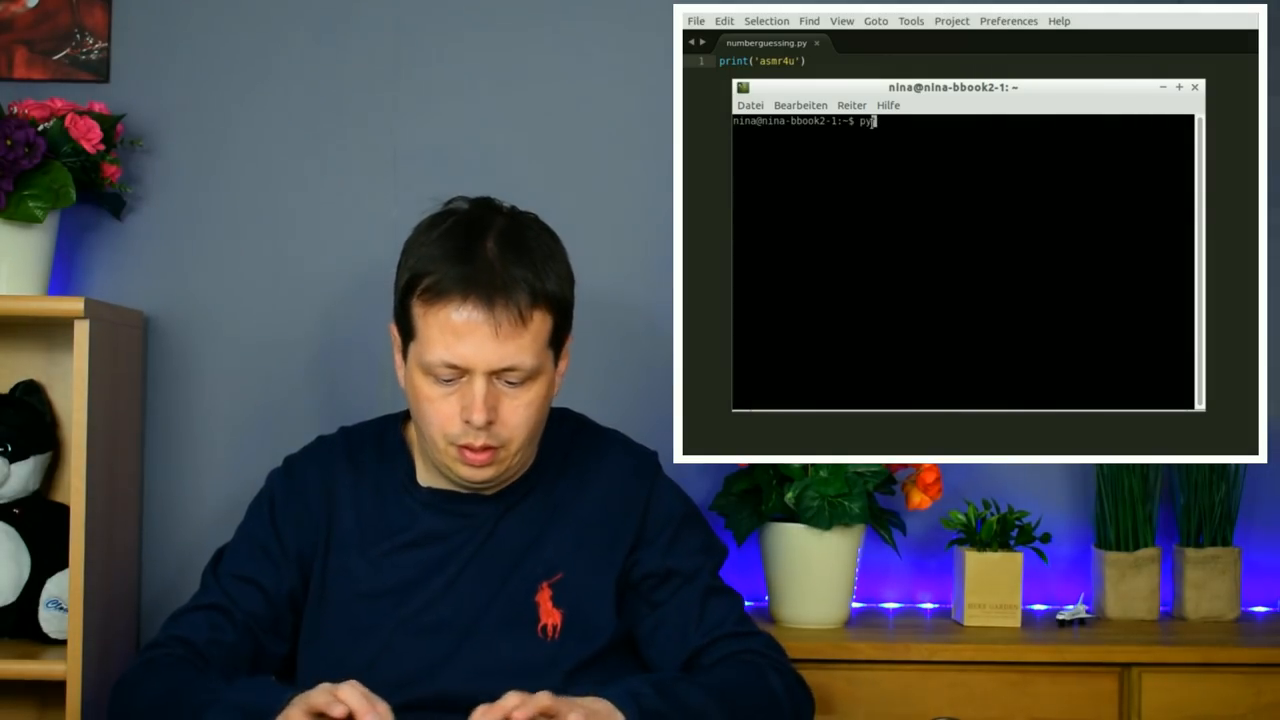 File Edit Selection Find View Goto Tools Project Preferences Help
numberguessing.py ×
1 print('asmr4u')
nina@nina-bbook2-1: ~
Datei Bearbeiten Reiter Hilfe
nina@nina-bbook2-1:~$ py